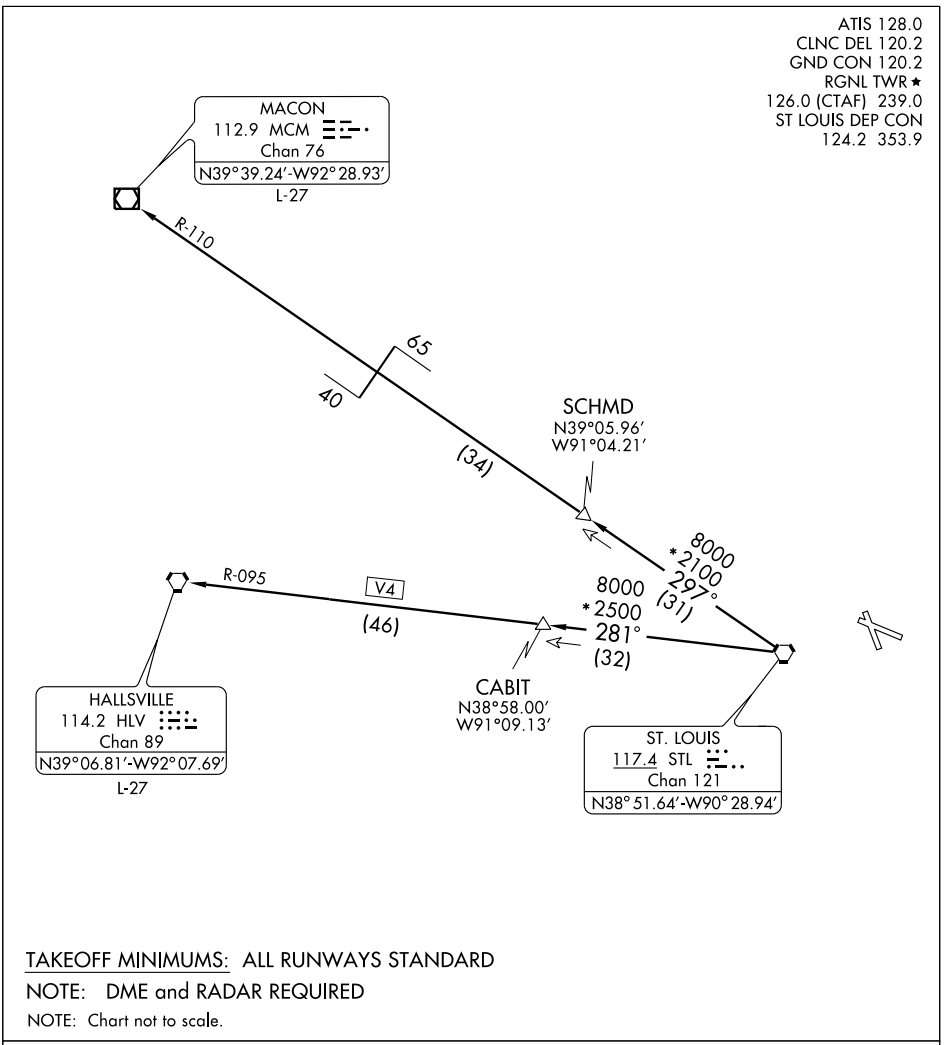 ATIS 128.0
CLNC DEL 120.2
GND CON 120.2
RGNL TWR ★
126.0 (CTAF) 239.0
ST LOUIS DEP CON
124.2 353.9
MACON
112.9 MCM
Chan 76
N39°39.24'-W92°28.93'
L-27
R-110
65
40
(34)
SCHMD
N39°05.96'
W91°04.21'
8000
*2100
297°
(31)
R-095
V4
(46)
8000
*2500
281°
(32)
CABIT
N38°58.00'
W91°09.13'
HALLSVILLE
114.2 HLV
Chan 89
N39°06.81'-W92°07.69'
L-27
ST. LOUIS
117.4 STL
Chan 121
N38°51.64'-W90°28.94'
TAKEOFF MINIMUMS: ALL RUNWAYS STANDARD
NOTE: DME and RADAR REQUIRED
NOTE: Chart not to scale.